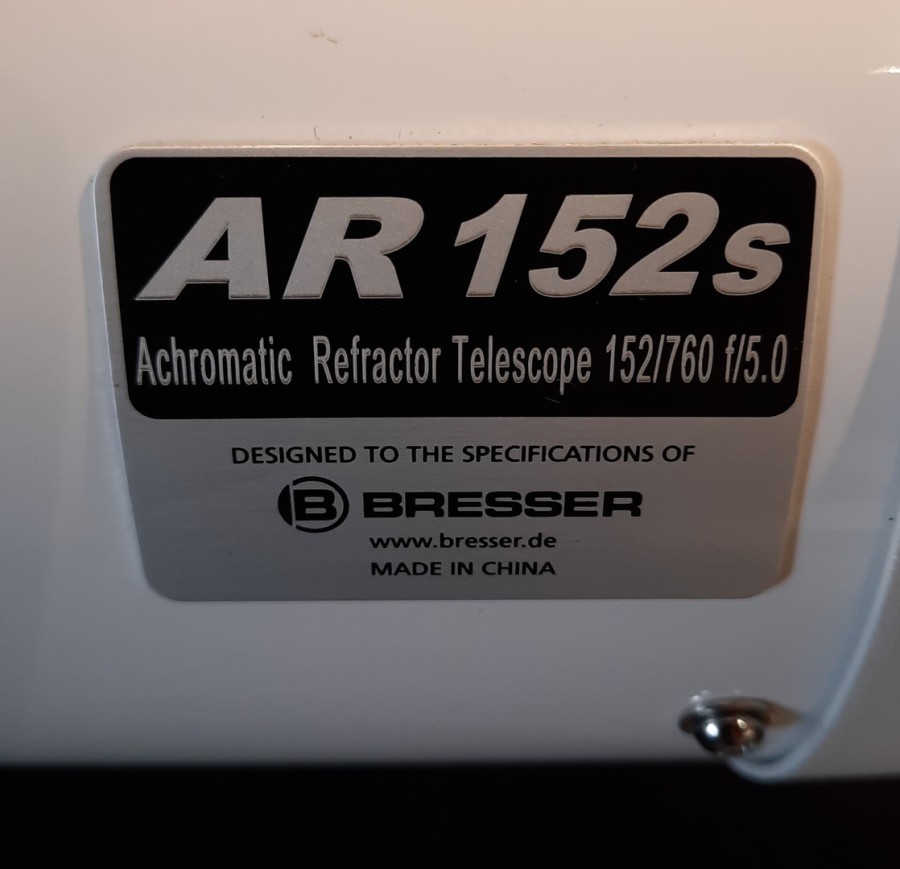 AR 152s
Achromatic Refractor Telescope 152/760 f/5.0
DESIGNED TO THE SPECIFICATIONS OF
B BRESSER
www.bresser.de
MADE IN CHINA